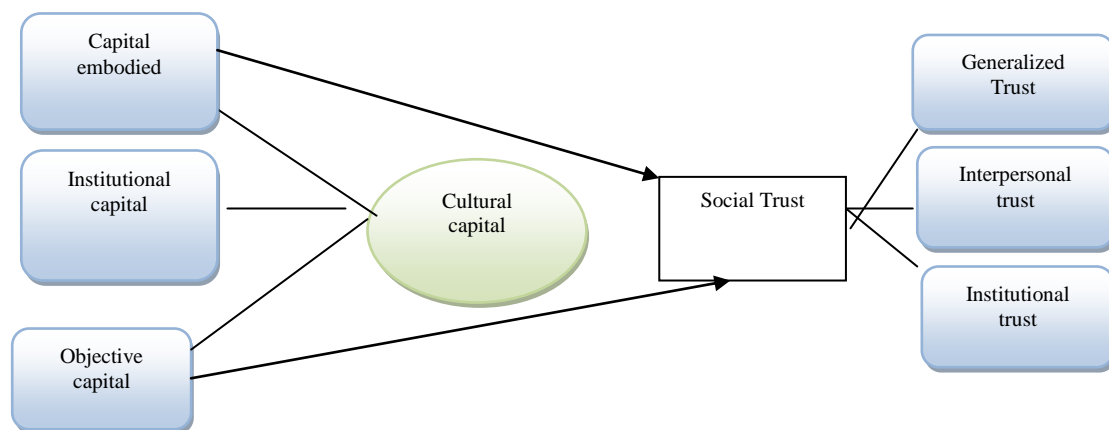 Capital
embodied
Institutional
capital
Objective
capital
Cultural
capital
Social Trust
Generalized
Trust
Interpersonal
trust
Institutional
trust